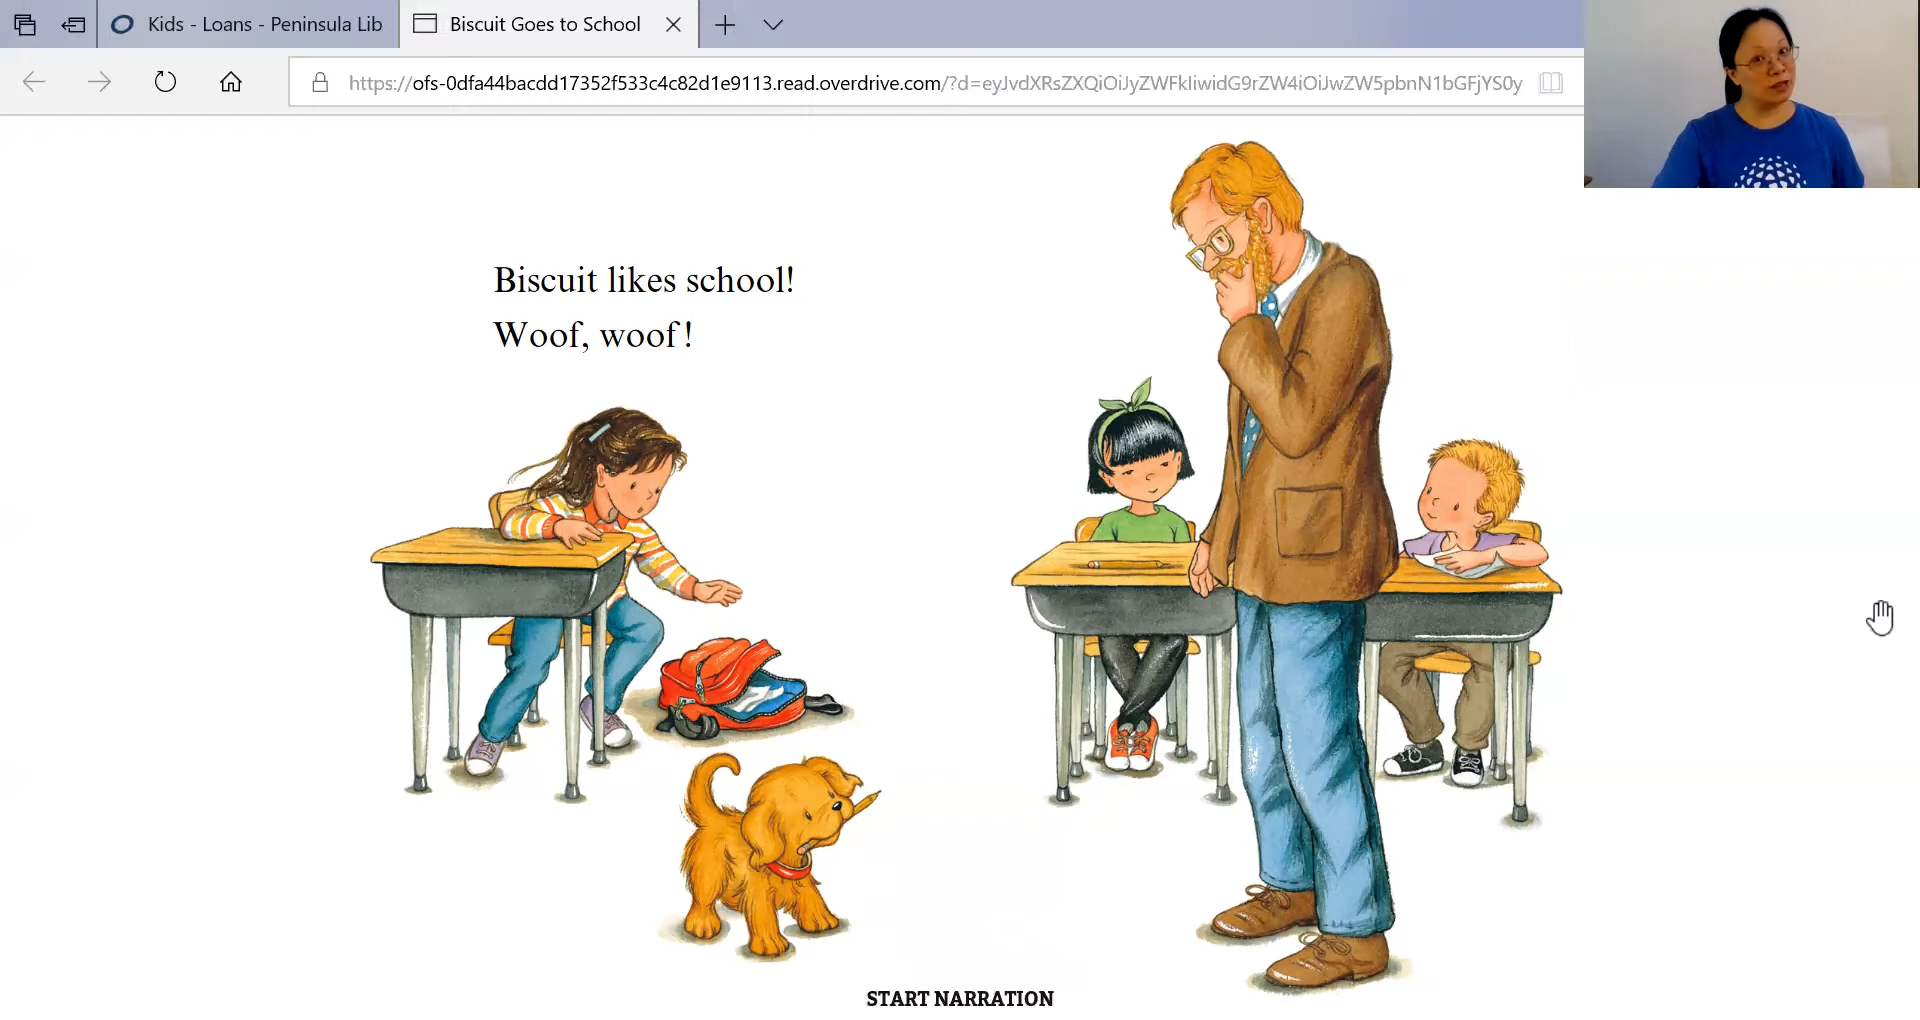 Kids - Loans - Peninsula Lib
Biscuit Goes to School
https://ofs-0dfa44bacdd17352f533c4c82d1e9113.read.overdrive.com/?d=eyJvdXRsZXQiOiJyZWFkIiwidG9rZW4iOiJwZW5pbnN1bGFjYS0y
Biscuit likes school!
Woof, woof!
START NARRATION